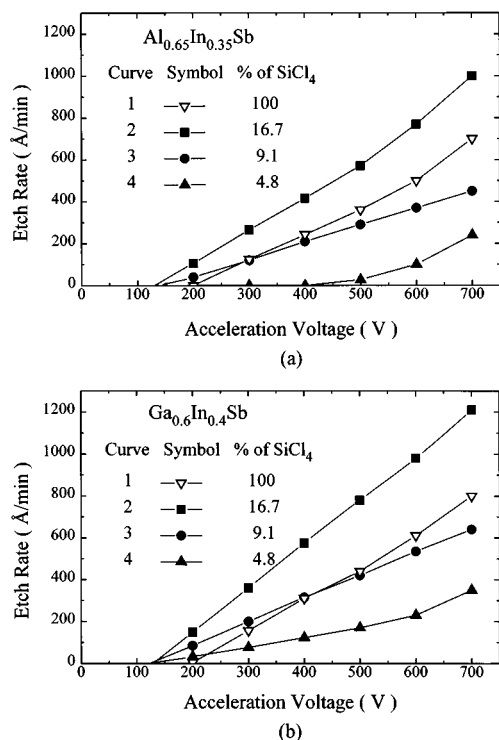 Al0.65In0.35Sb
Curve Symbol % of SiCl4
1 100
2 16.7
3 9.1
4 4.8
Etch Rate ( Å/min )
1200
1000
800
600
400
200
0
0 100 200 300 400 500 600 700
Acceleration Voltage ( V )
(a)
Ga0.6In0.4Sb
Curve Symbol % of SiCl4
1 100
2 16.7
3 9.1
4 4.8
Etch Rate ( Å/min )
1200
1000
800
600
400
200
0
0 100 200 300 400 500 600 700
Acceleration Voltage ( V )
(b)